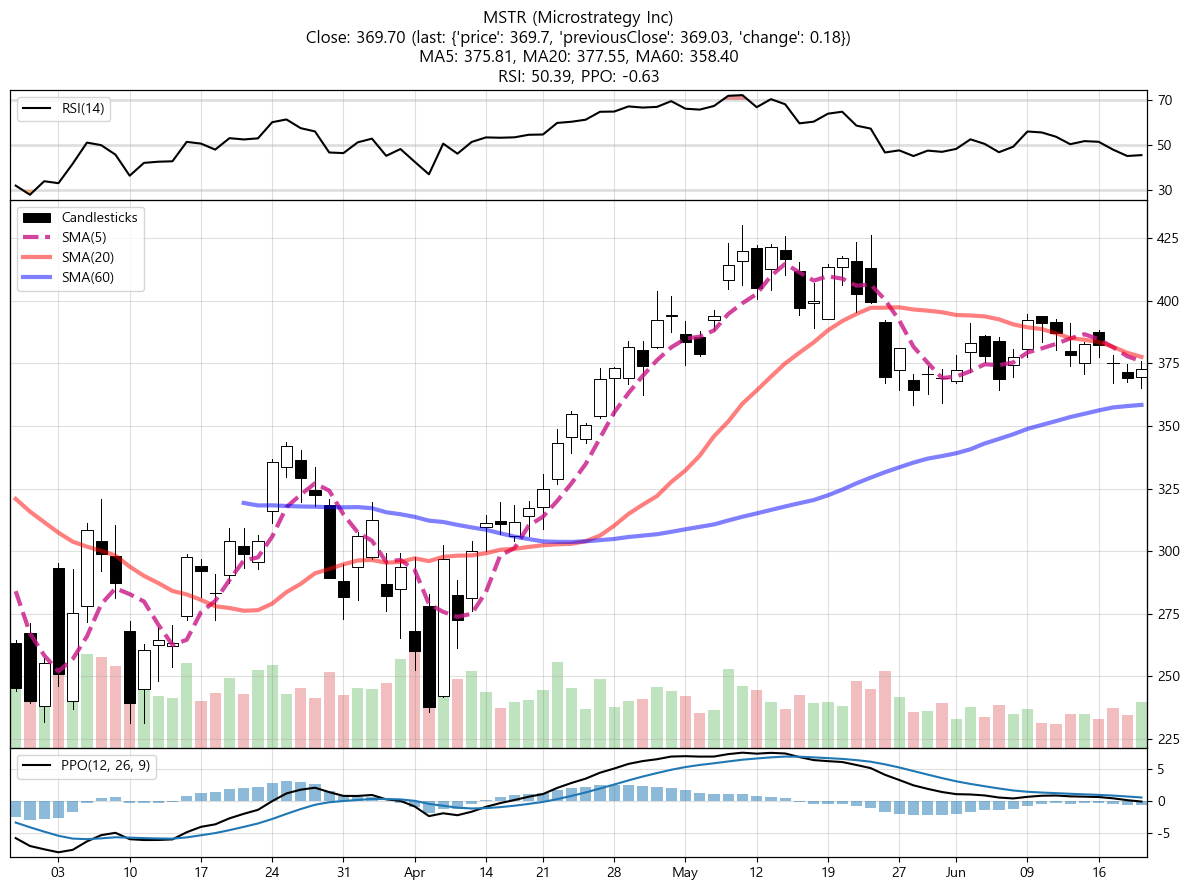 MSTR (Microstrategy Inc)
Close: 369.70 (last: {'price': 369.7, 'previousClose': 369.03, 'change': 0.18})
MA5: 375.81, MA20: 377.55, MA60: 358.40
RSI: 50.39, PPO: -0.63
RSI(14)
70
50
30
Candlesticks
SMA(5)
SMA(20)
SMA(60)
425
400
375
350
325
300
275
250
225
PPO(12, 26, 9)
5
0
-5
03 10 17 24 31 Apr 14 21 28 May 12 19 27 Jun 09 16